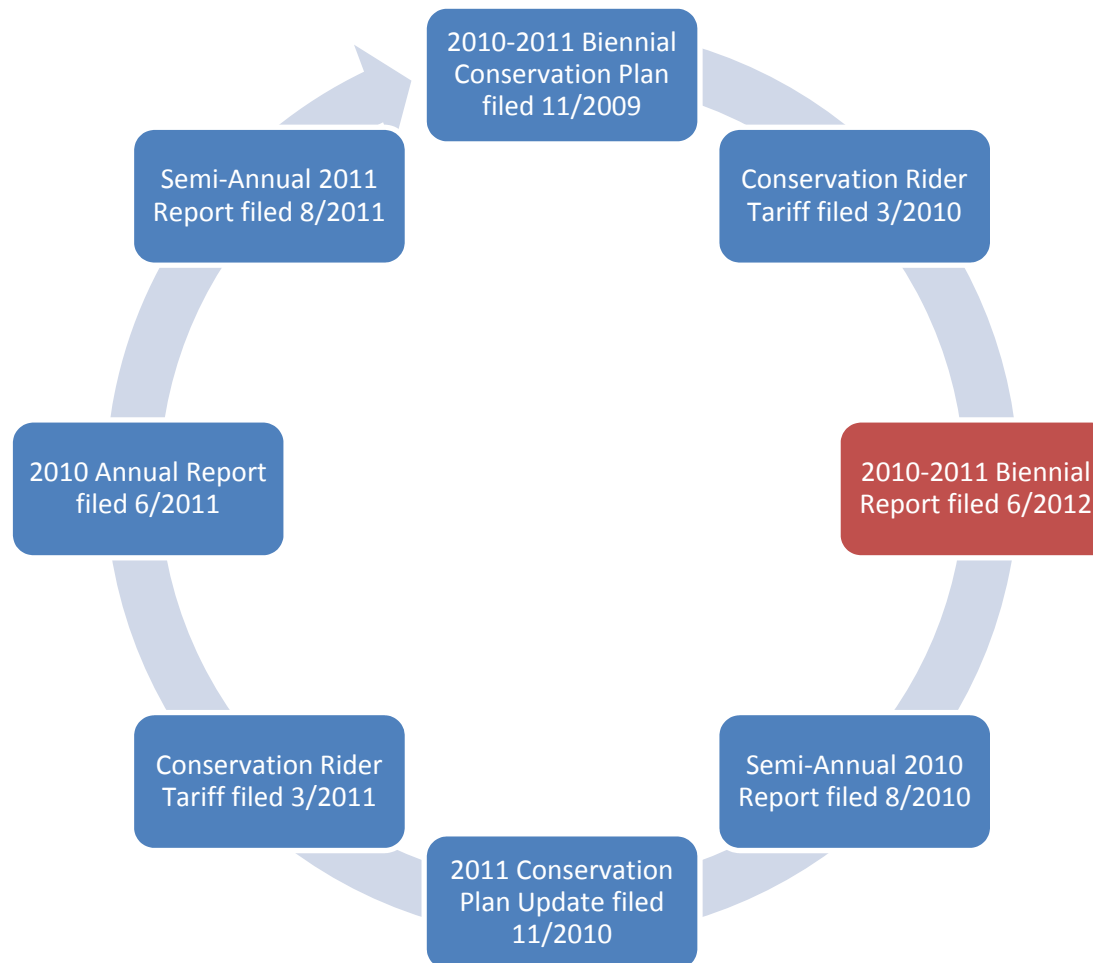 2010-2011 Biennial
Conservation Plan
filed 11/2009
Conservation Rider
Tariff filed 3/2010
2010-2011 Biennial
Report filed 6/2012
Semi-Annual 2010
Report filed 8/2010
2011 Conservation
Plan Update filed
11/2010
Conservation Rider
Tariff filed 3/2011
2010 Annual Report
filed 6/2011
Semi-Annual 2011
Report filed 8/2011